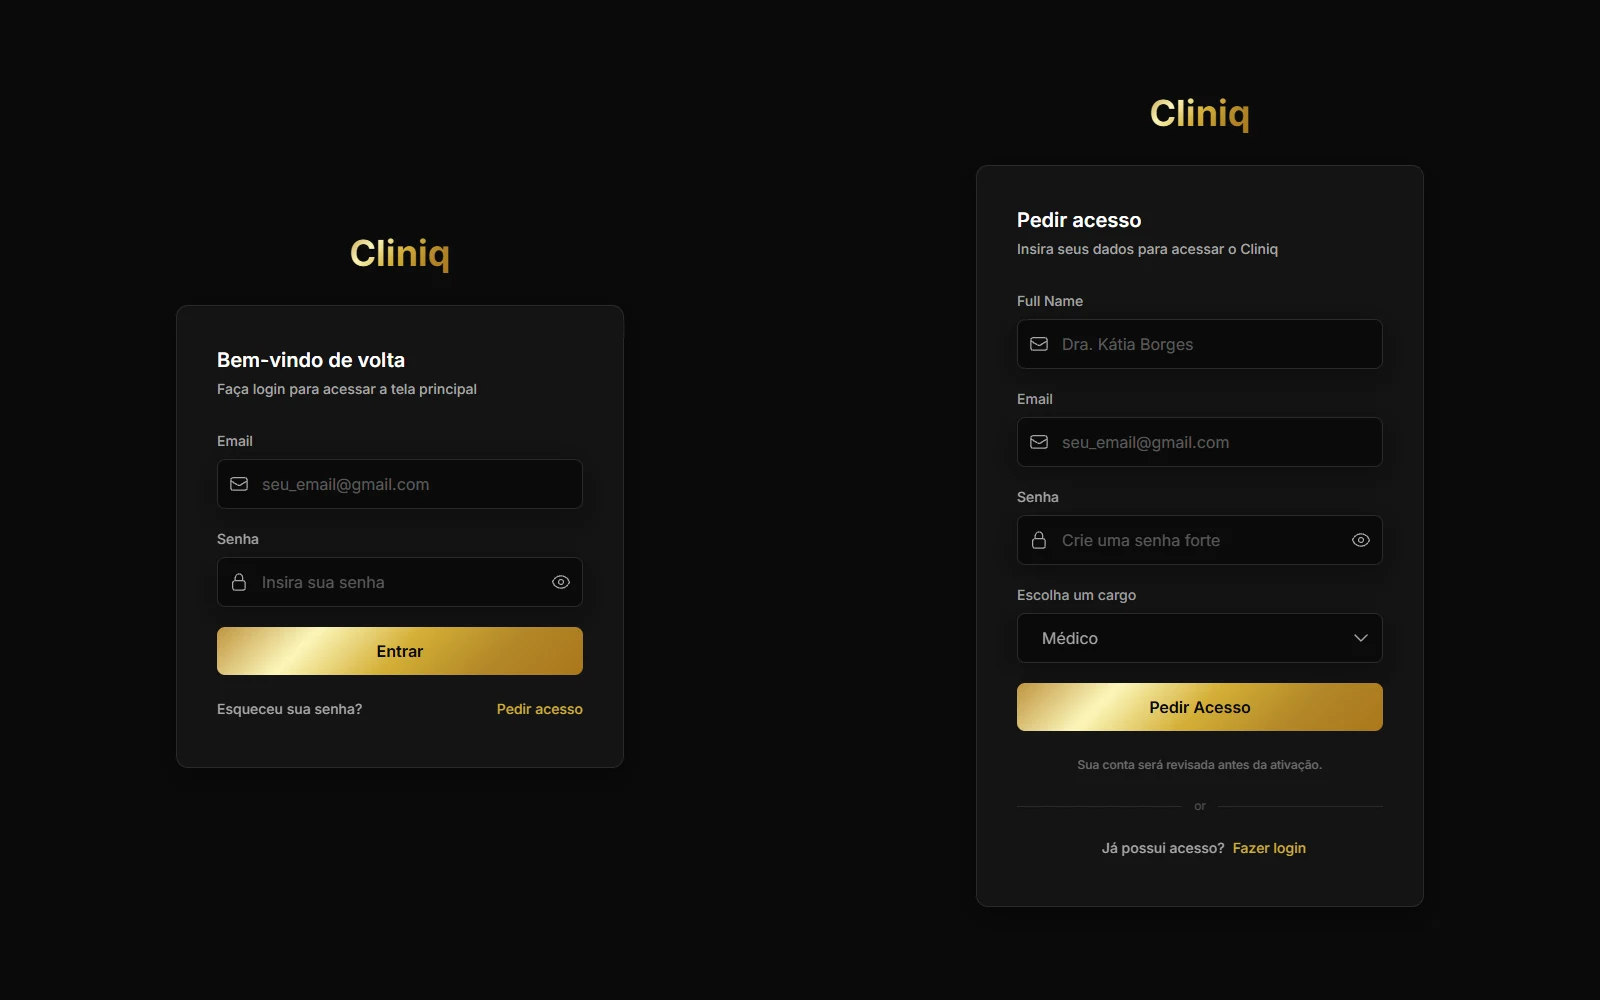 Cliniq
Bem-vindo de volta
Faça login para acessar a tela principal
Email
seu_email@gmail.com
Senha
Insira sua senha
Entrar
Esqueceu sua senha? Pedir acesso
Cliniq
Pedir acesso
Insira seus dados para acessar o Cliniq
Full Name
Dra. Kátia Borges
Email
seu_email@gmail.com
Senha
Crie uma senha forte
Escolha um cargo
Médico
Pedir Acesso
Sua conta será revisada antes da ativação.
or
Já possui acesso? Fazer login